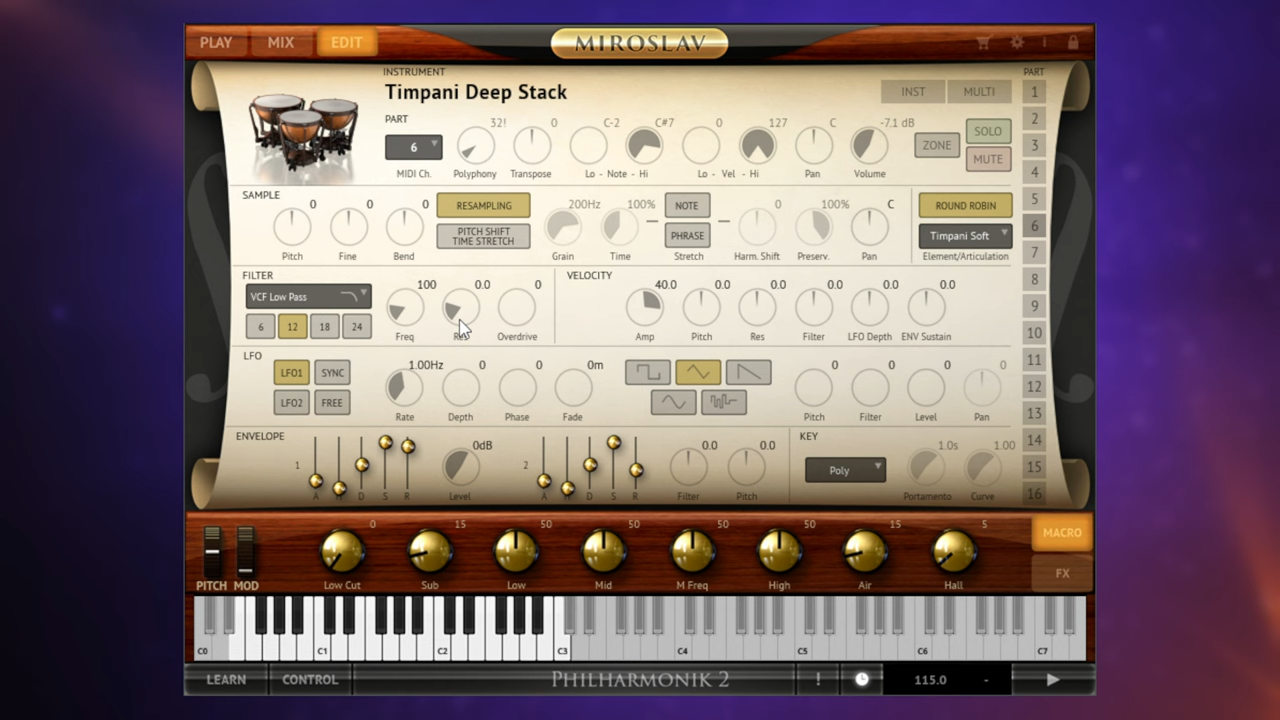 PLAY MIX EDIT MIROSLAV
INSTRUMENT PART
Timpani Deep Stack INST MULTI 1
PART 32! 0 C-2 C#7 0 127 C -7.1 dB 2
6 ZONE SOLO MUTE 3
MIDI Ch. Polyphony Transpose Lo - Note - Hi Lo - Vel - Hi Pan Volume 4
SAMPLE 0 0 0 RESAMPLING 200Hz 100% NOTE 0 100% C ROUND ROBIN 5
PITCH SHIFT
TIME STRETCH PHRASE Timpani Soft 6
Pitch Fine Bend Grain Time Stretch Harm. Shift Preserv. Pan Element/Articulation 7
FILTER VELOCITY 8
VCF Low Pass 100 0.0 0 40.0 0.0 0.0 0.0 0.0 0.0 9
6 12 18 24 Freq Overdrive Amp Pitch Res Filter LFO Depth ENV Sustain 10
LFO 11
LFO1 SYNC 1.00Hz 0 0 0m 0 0 0 0 12
LFO2 FREE Rate Depth Phase Fade Pitch Filter Level Pan 13
ENVELOPE KEY 14
1 0dB 2 0.0 0.0 Poly 1.0s 1.00 15
A H D S R Level A H D S R Filter Pitch Portamento Curve 16
0 15 50 50 50 50 15 5 MACRO
PITCH MOD Low Cut Sub Low Mid M Freq High Air Hall FX
C0 C1 C2 C3 C4 C5 C6 C7
LEARN CONTROL PHILHARMONIK 2 ! 115.0 -